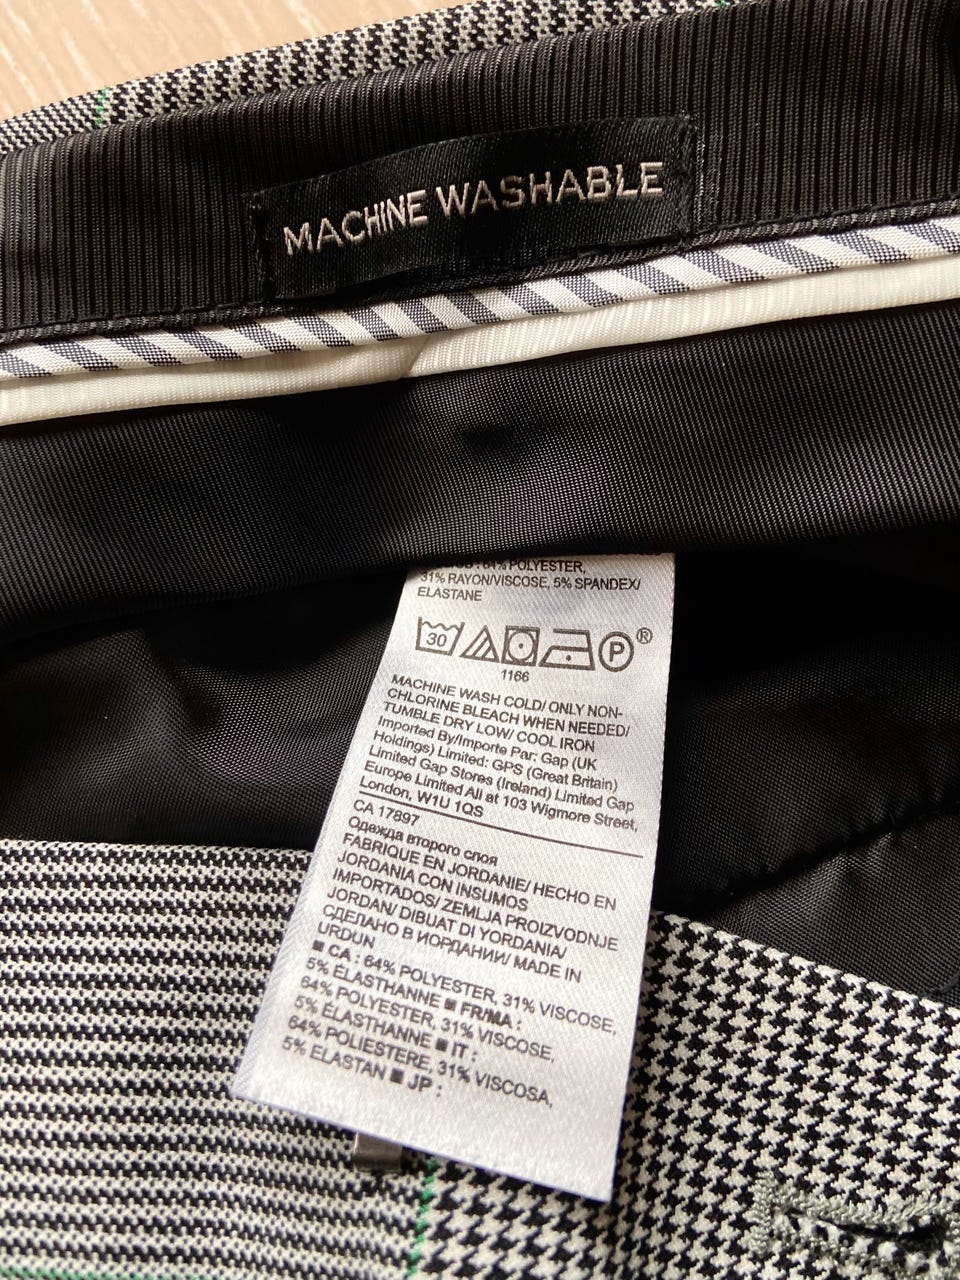 MACHINE WASHABLE
64% POLYESTER,
31% RAYON/VISCOSE, 5% SPANDEX/
ELASTANE
30 P ®
1166
MACHINE WASH COLD/ ONLY NON-
CHLORINE BLEACH WHEN NEEDED/
TUMBLE DRY LOW/ COOL IRON
Imported By/Importe Par: Gap (UK
Holdings) Limited: GPS (Great Britain)
Limited Gap Stores (Ireland) Limited Gap
Europe Limited All at 103 Wigmore Street,
London, W1U 1QS
CA 17897
Одежда второго слоя
FABRIQUE EN JORDANIE/ HECHO EN
JORDANIA CON INSUMOS
IMPORTADOS/ ZEMLJA PROIZVODNJE
JORDAN/ DIBUAT DI YORDANIA/
СДЕЛАНО В ИОРДАНИИ/ MADE IN
URDUN
■ CA : 64% POLYESTER, 31% VISCOSE,
5% ELASTHANNE ■ FR/MA :
64% POLYESTER, 31% VISCOSE,
5% ELASTHANNE ■ IT :
64% POLIESTERE, 31% VISCOSA,
5% ELASTAN ■ JP :